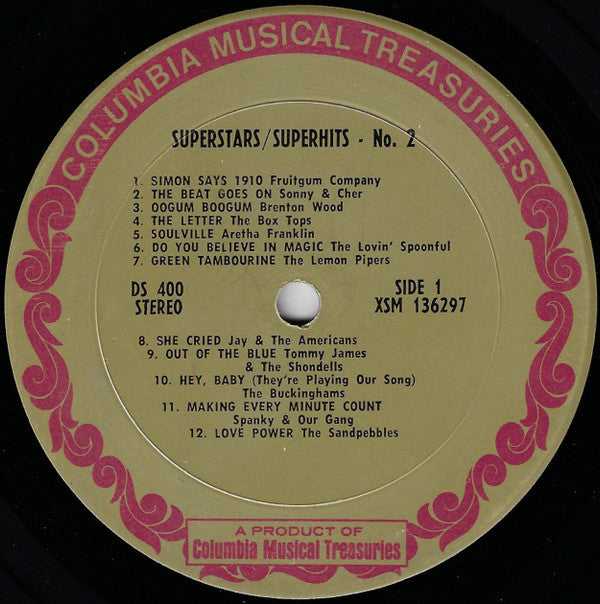 COLUMBIA MUSICAL TREASURIES
SUPERSTARS/SUPERHITS - No. 2
1. SIMON SAYS 1910 Fruitgum Company
2. THE BEAT GOES ON Sonny & Cher
3. OOGUM BOOGUM Brenton Wood
4. THE LETTER The Box Tops
5. SOULVILLE Aretha Franklin
6. DO YOU BELIEVE IN MAGIC The Lovin' Spoonful
7. GREEN TAMBOURINE The Lemon Pipers
DS 400 SIDE 1
STEREO XSM 136297
8. SHE CRIED Jay & The Americans
9. OUT OF THE BLUE Tommy James
& The Shondells
10. HEY, BABY (They're Playing Our Song)
The Buckinghams
11. MAKING EVERY MINUTE COUNT
Spanky & Our Gang
12. LOVE POWER The Sandpebbles
A PRODUCT OF
Columbia Musical Treasuries